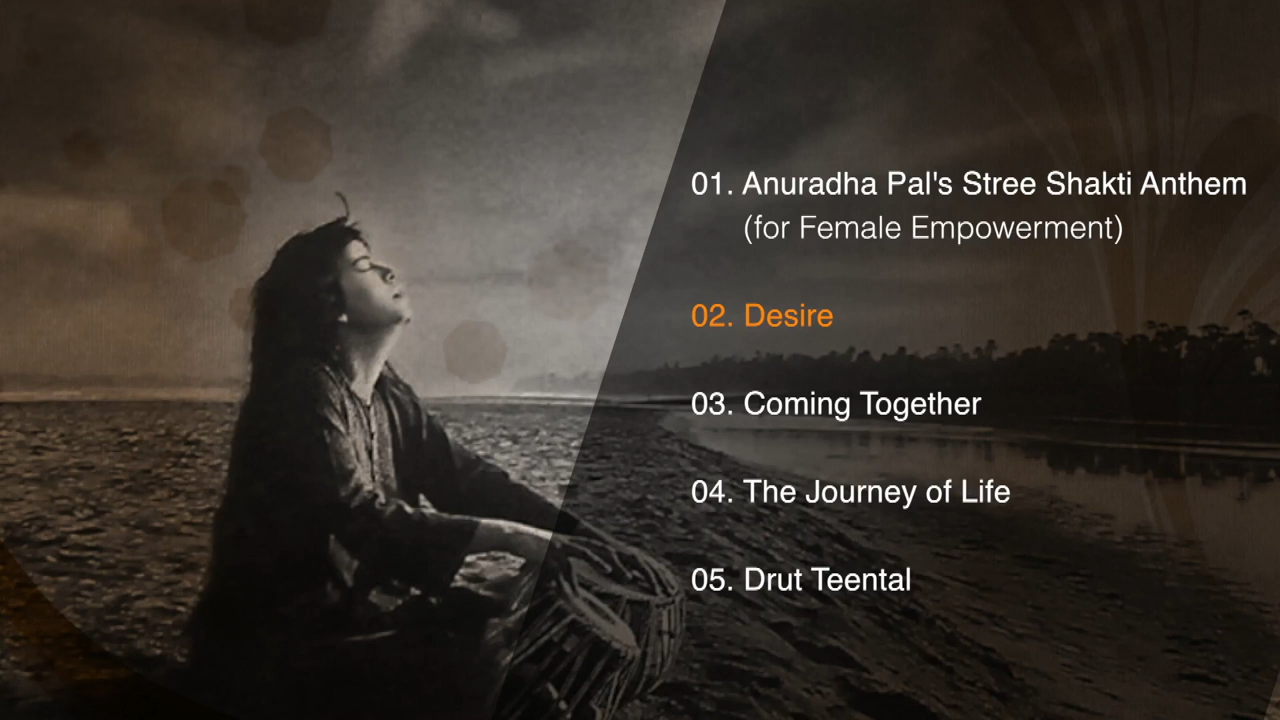 01. Anuradha Pal's Stree Shakti Anthem
(for Female Empowerment)
02. Desire
03. Coming Together
04. The Journey of Life
05. Drut Teental